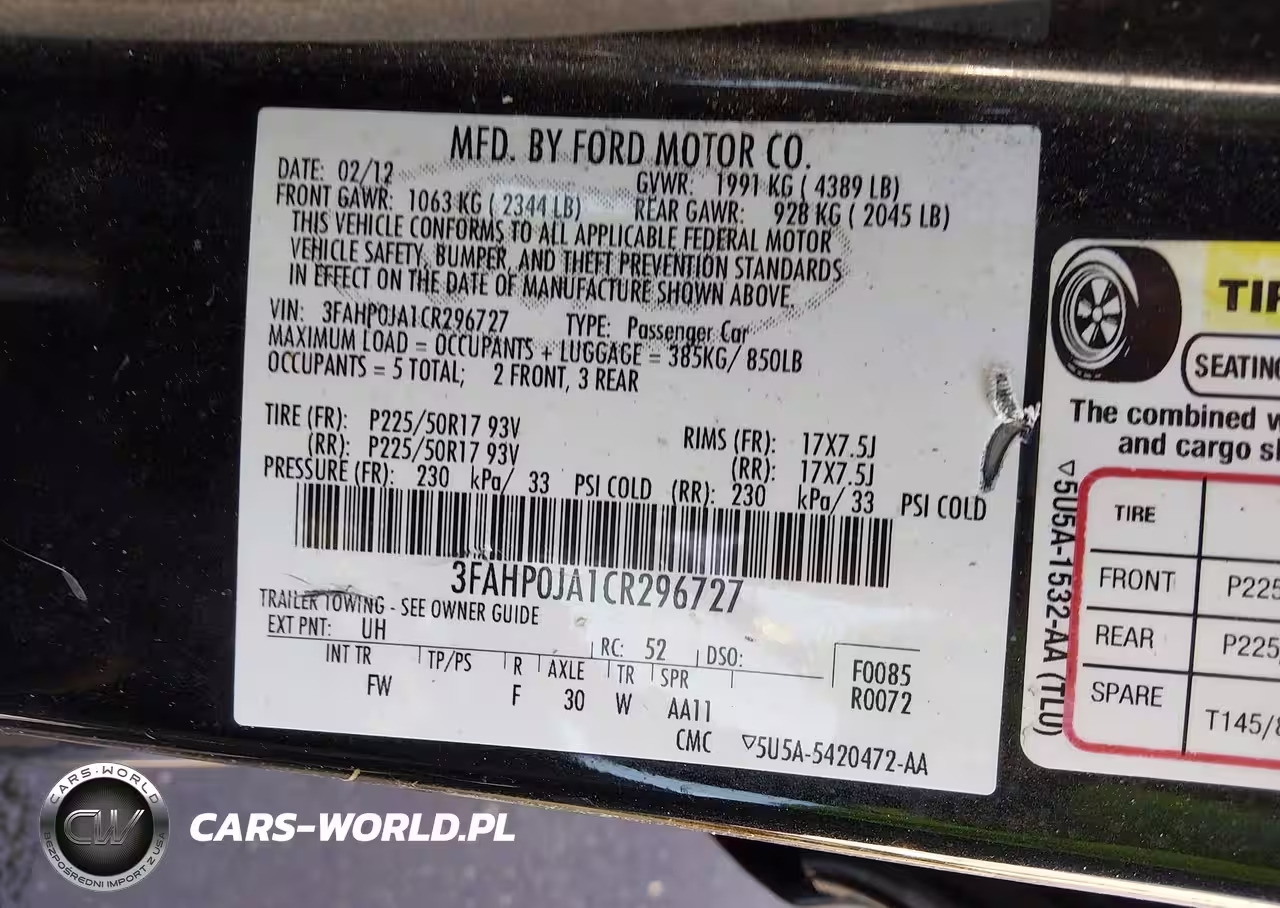 MFD. BY FORD MOTOR CO.
DATE: 02/12
GVWR: 1991 KG ( 4389 LB)
FRONT GAWR: 1063 KG ( 2344 LB)
REAR GAWR: 928 KG ( 2045 LB)
THIS VEHICLE CONFORMS TO ALL APPLICABLE FEDERAL MOTOR
VEHICLE SAFETY, BUMPER, AND THEFT PREVENTION STANDARDS
IN EFFECT ON THE DATE OF MANUFACTURE SHOWN ABOVE.
VIN: 3FAHP0JA1CR296727 TYPE: Passenger Car
MAXIMUM LOAD = OCCUPANTS + LUGGAGE = 385KG/ 850LB
OCCUPANTS = 5 TOTAL; 2 FRONT, 3 REAR
TIRE (FR): P225/50R17 93V RIMS (FR): 17X7.5J
(RR): P225/50R17 93V (RR): 17X7.5J
PRESSURE (FR): 230 kPa/ 33 PSI COLD (RR): 230 kPa/ 33 PSI COLD
3FAHP0JA1CR296727
TRAILER TOWING - SEE OWNER GUIDE
EXT PNT: UH RC: 52 DSO:
INT TR TP/PS R AXLE TR SPR F0085
FW F 30 W AA11 R0072
CMC ▽5U5A-5420472-AA
SEATING
The combined
and cargo
▽5U5A-1532-AA (TLU)
TIRE
FRONT P225
REAR P225
SPARE T145/
CARS-WORLD
CW
BEZPOŚREDNI IMPORT Z USA
CARS-WORLD.PL